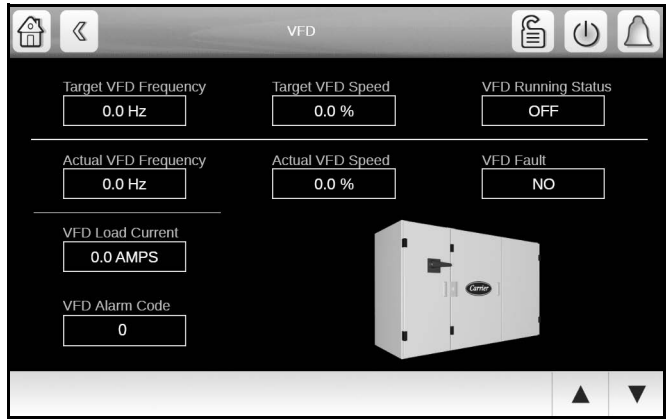 VFD
Target VFD Frequency
0.0 Hz
Target VFD Speed
0.0 %
VFD Running Status
OFF
Actual VFD Frequency
0.0 Hz
Actual VFD Speed
0.0 %
VFD Fault
NO
VFD Load Current
0.0 AMPS
VFD Alarm Code
0
Carrier